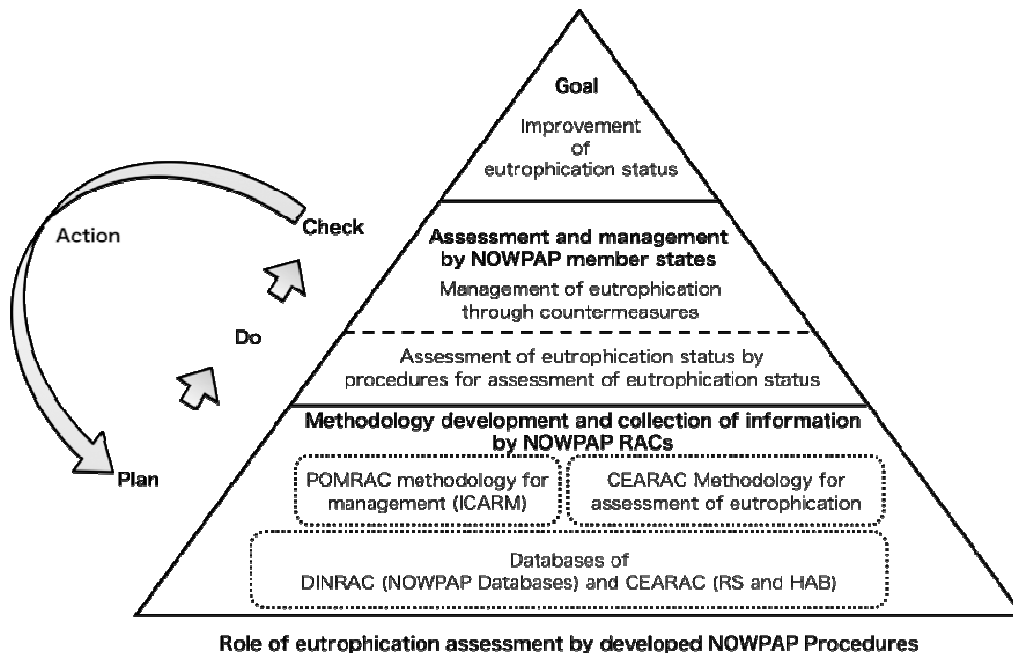 Goal
Improvement
of
eutrophication status
Check
Action
Assessment and management
by NOWPAP member states
Management of eutrophication
through countermeasures
Do
Assessment of eutrophication status by
procedures for assessment of eutrophication status
Methodology development and collection of information
by NOWPAP RACs
Plan
POMRAC methodology for
management (ICARM)
CEARAC Methodology for
assessment of eutrophication
Databases of
DINRAC (NOWPAP Databases) and CEARAC (RS and HAB)
Role of eutrophication assessment by developed NOWPAP Procedures